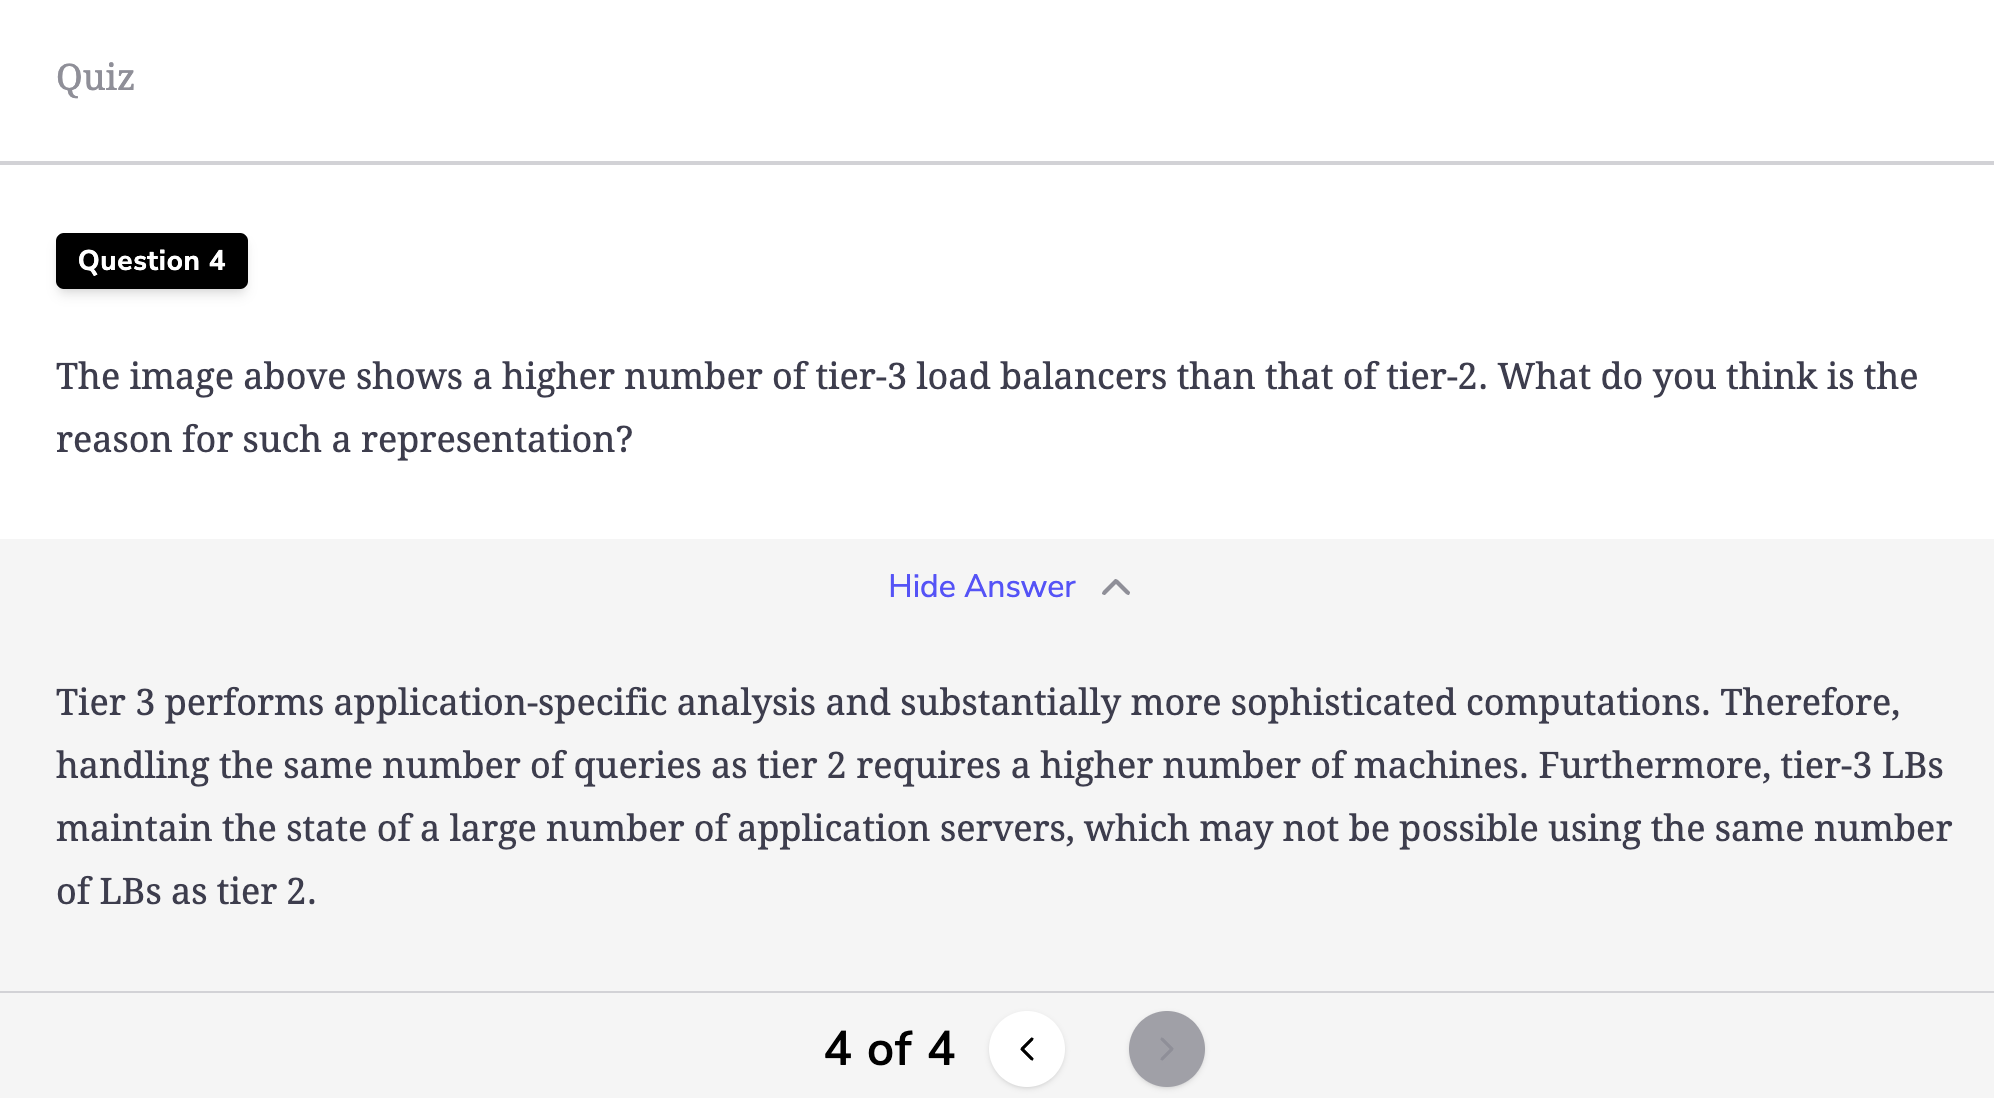 Quiz
Question 4
The image above shows a higher number of tier-3 load balancers than that of tier-2. What do you think is the
reason for such a representation?
Hide Answer
Tier 3 performs application-specific analysis and substantially more sophisticated computations. Therefore,
handling the same number of queries as tier 2 requires a higher number of machines. Furthermore, tier-3 LBs
maintain the state of a large number of application servers, which may not be possible using the same number
of LBs as tier 2.
4 of 4